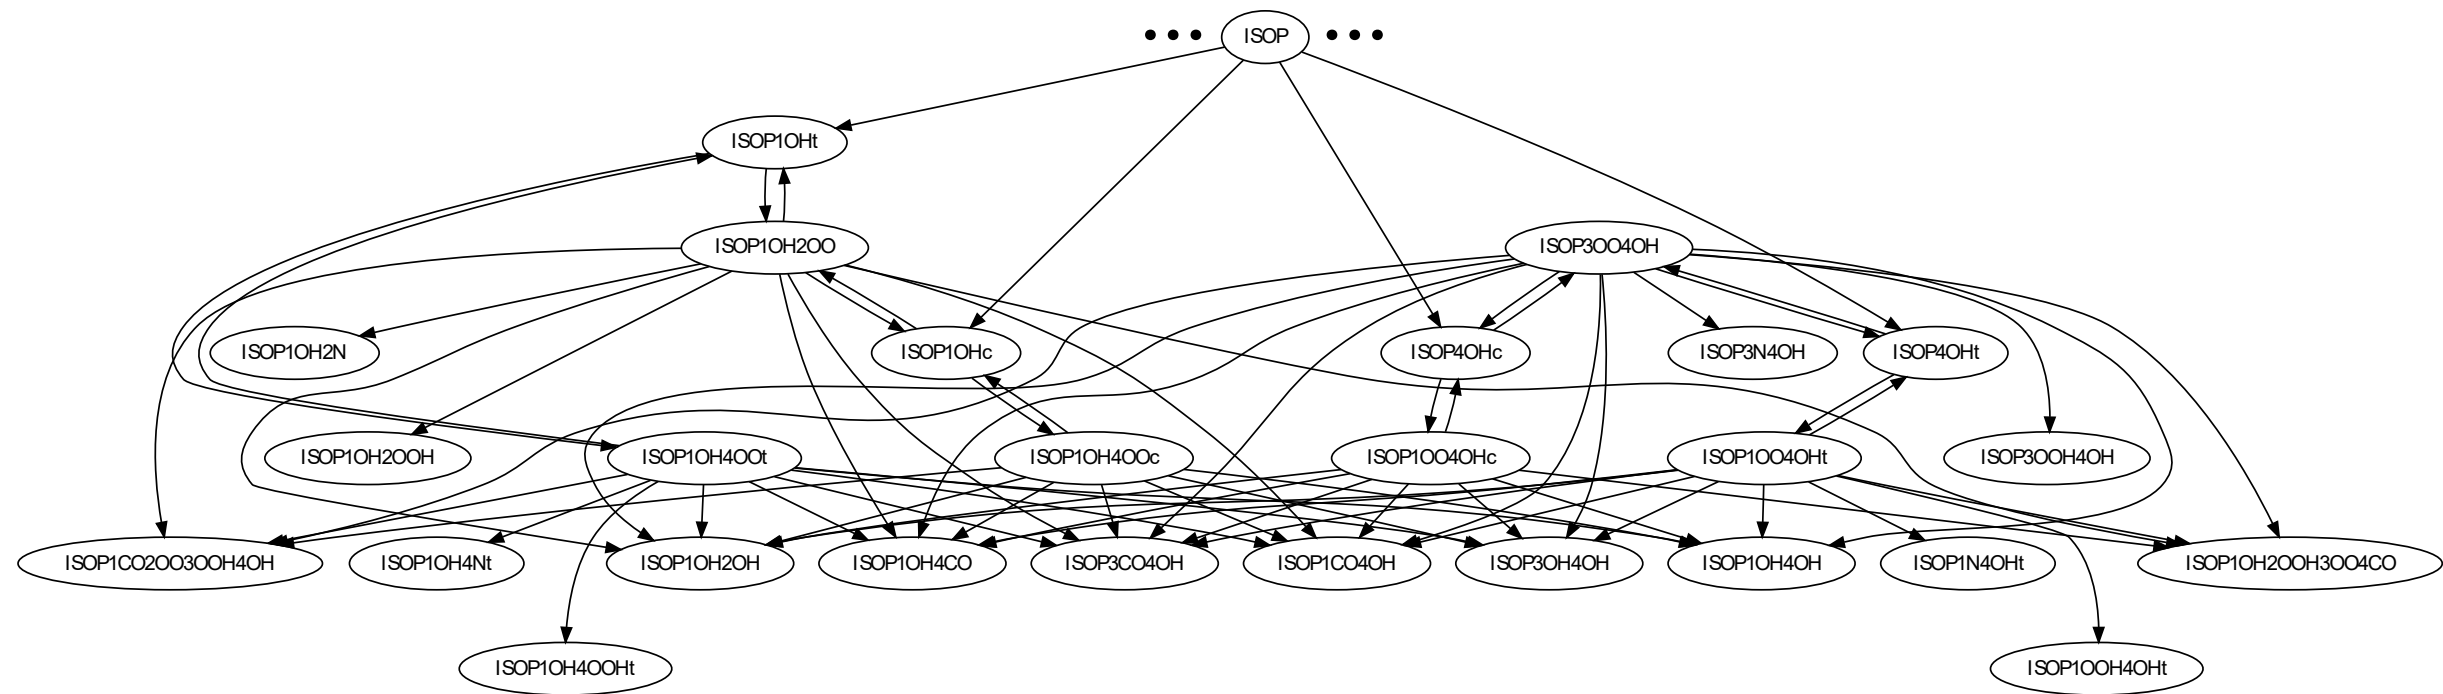 ISOP
ISOP1OHt
ISOP1OH2OO
ISOP3OO4OH
ISOP1OH2N
ISOP1OHc
ISOP4OHc
ISOP3N4OH
ISOP4OHt
ISOP1OH2OOH
ISOP1OH4OOt
ISOP1OH4OOc
ISOP1OO4OHc
ISOP1OO4OHt
ISOP3OOH4OH
ISOP1CO2OO3OOH4OH
ISOP1OH4Nt
ISOP1OH2OH
ISOP1OH4CO
ISOP3CO4OH
ISOP1CO4OH
ISOP3OH4OH
ISOP1OH4OH
ISOP1N4OHt
ISOP1OH2OOH3OO4CO
ISOP1OH4OOHt
ISOP1OOH4OHt